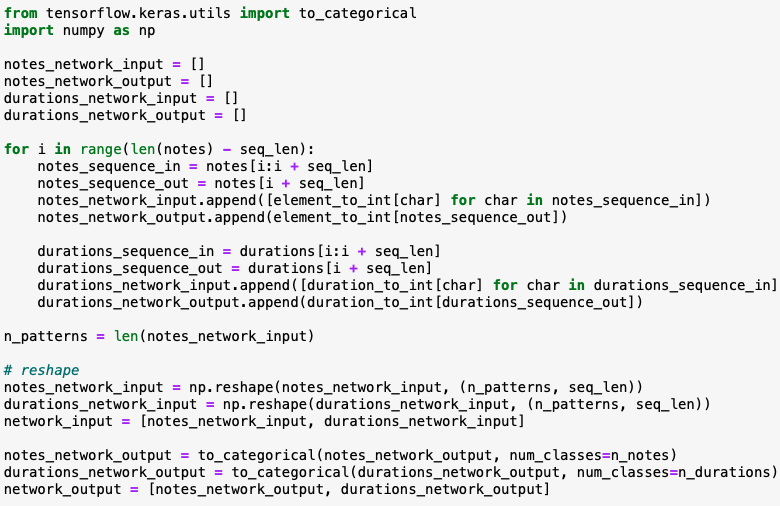 from tensorflow.keras.utils import to_categorical
import numpy as np

notes_network_input = []
notes_network_output = []
durations_network_input = []
durations_network_output = []

for i in range(len(notes) - seq_len):
    notes_sequence_in = notes[i:i + seq_len]
    notes_sequence_out = notes[i + seq_len]
    notes_network_input.append([element_to_int[char] for char in notes_sequence_in])
    notes_network_output.append(element_to_int[notes_sequence_out])

    durations_sequence_in = durations[i:i + seq_len]
    durations_sequence_out = durations[i + seq_len]
    durations_network_input.append([duration_to_int[char] for char in durations_sequence_in]
    durations_network_output.append(duration_to_int[durations_sequence_out])

n_patterns = len(notes_network_input)

# reshape
notes_network_input = np.reshape(notes_network_input, (n_patterns, seq_len))
durations_network_input = np.reshape(durations_network_input, (n_patterns, seq_len))
network_input = [notes_network_input, durations_network_input]

notes_network_output = to_categorical(notes_network_output, num_classes=n_notes)
durations_network_output = to_categorical(durations_network_output, num_classes=n_durations)
network_output = [notes_network_output, durations_network_output]